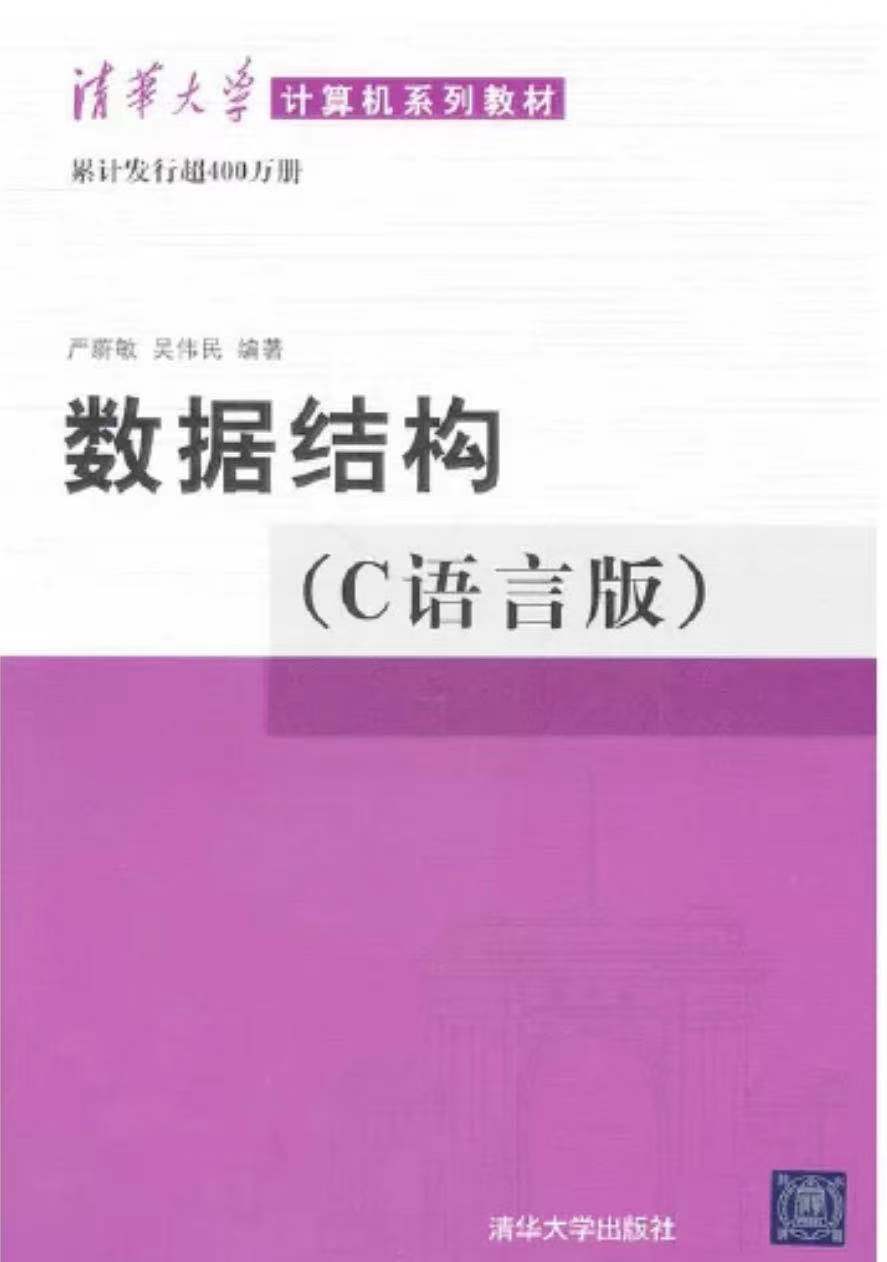 清華大学 计算机系列教材
累计发行超400万册
严蔚敏 吴伟民 编著
数据结构
（C语言版）
清华大学出版社